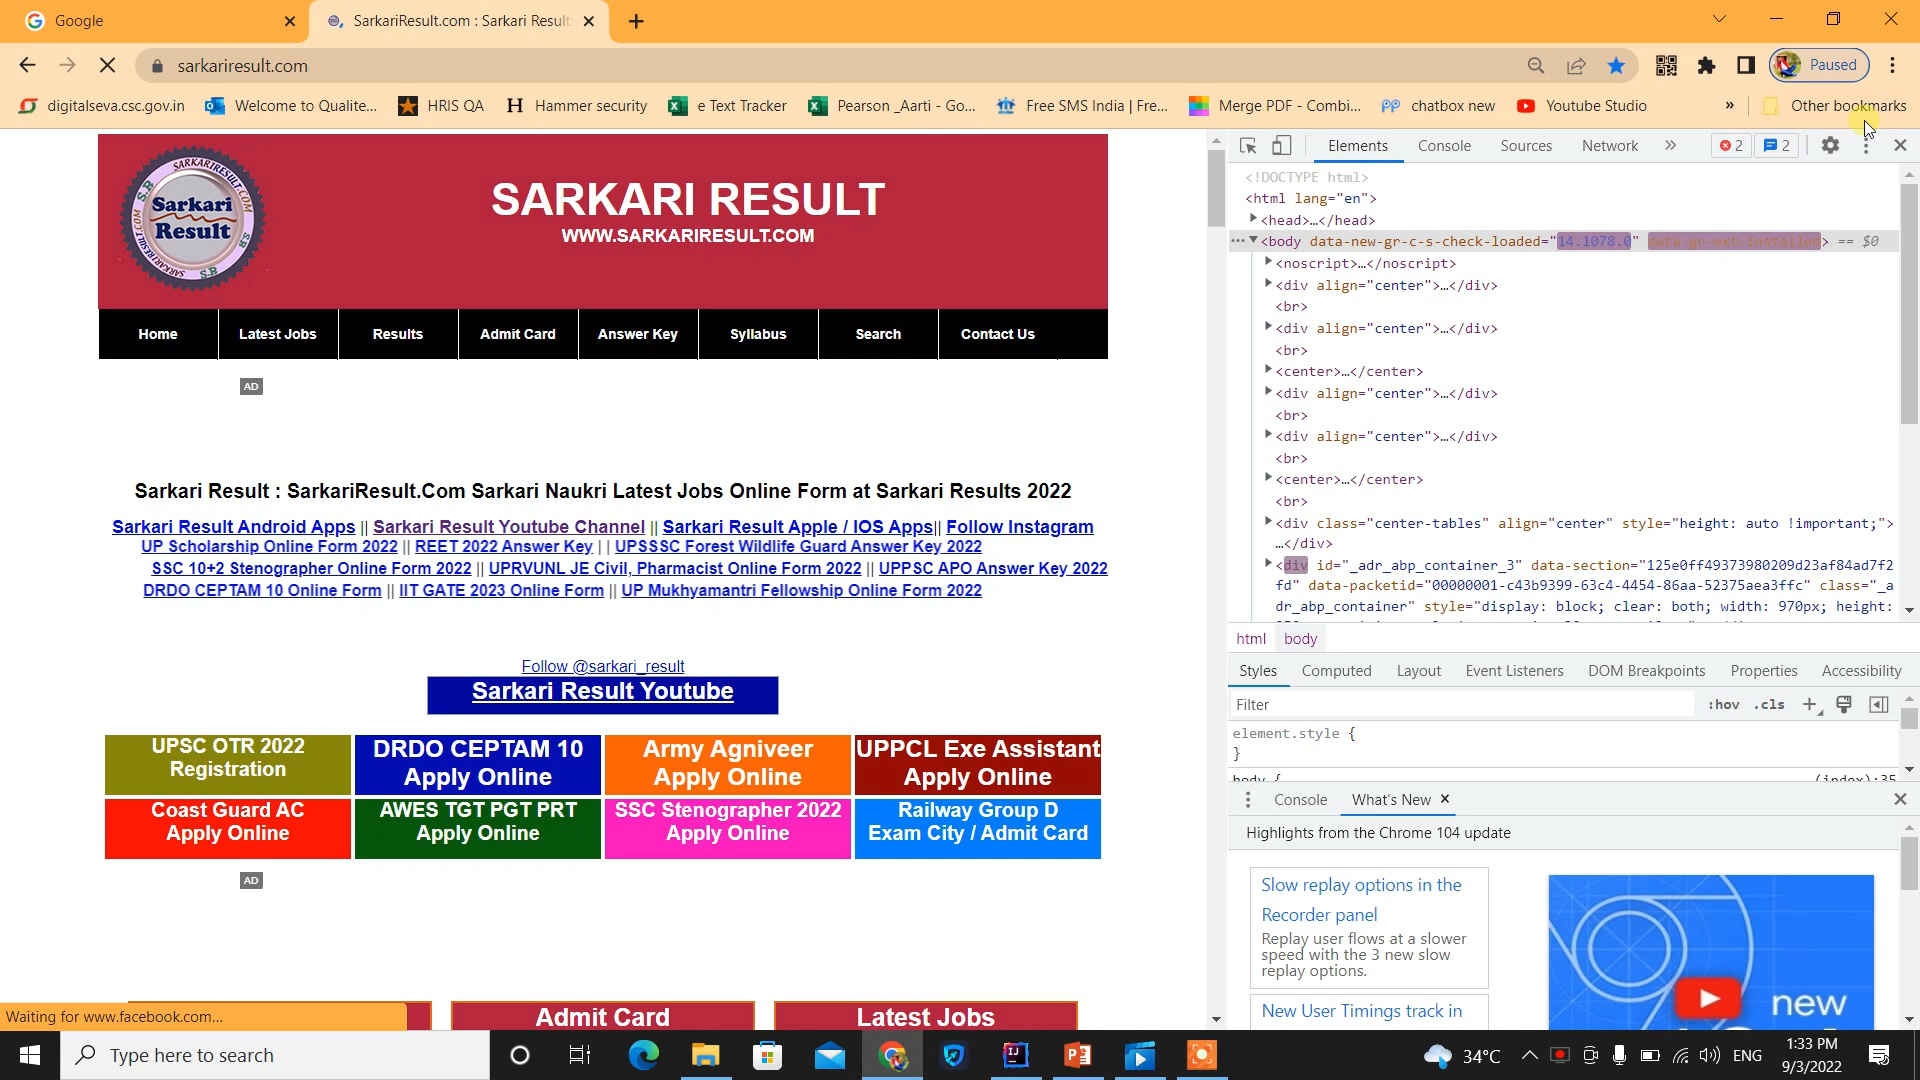 Google
SarkariResult.com : Sarkari Result
sarkariresult.com
Paused
digitalseva.csc.gov.in
Welcome to Qualite...
HRIS QA
Hammer security
e Text Tracker
Pearson _Aarti - Go...
Free SMS India | Fre...
Merge PDF - Combi...
chatbox new
Youtube Studio
»
Other bookmarks
Sarkari Result
SARKARIRESULT.COM
S.R
SARKARI RESULT
WWW.SARKARIRESULT.COM
Home
Latest Jobs
Results
Admit Card
Answer Key
Syllabus
Search
Contact Us
AD
Sarkari Result : SarkariResult.Com Sarkari Naukri Latest Jobs Online Form at Sarkari Results 2022
Sarkari Result Android Apps || Sarkari Result Youtube Channel || Sarkari Result Apple / IOS Apps|| Follow Instagram
UP Scholarship Online Form 2022 || REET 2022 Answer Key | | UPSSSC Forest Wildlife Guard Answer Key 2022
SSC 10+2 Stenographer Online Form 2022 || UPRVUNL JE Civil, Pharmacist Online Form 2022 || UPPSC APO Answer Key 2022
DRDO CEPTAM 10 Online Form || IIT GATE 2023 Online Form || UP Mukhyamantri Fellowship Online Form 2022
Follow @sarkari_result
Sarkari Result Youtube
UPSC OTR 2022
Registration
DRDO CEPTAM 10
Apply Online
Army Agniveer
Apply Online
UPPCL Exe Assistant
Apply Online
Coast Guard AC
Apply Online
AWES TGT PGT PRT
Apply Online
SSC Stenographer 2022
Apply Online
Railway Group D
Exam City / Admit Card
AD
Admit Card
Latest Jobs
Waiting for www.facebook.com...
Elements
Console
Sources
Network
»
2
2
<!DOCTYPE html>
<html lang="en">
<head>…</head>
<body data-new-gr-c-s-check-loaded="14.1078.0" data-gr-ext-installed> == $0
<noscript>…</noscript>
<div align="center">…</div>
<br>
<div align="center">…</div>
<br>
<center>…</center>
<div align="center">…</div>
<br>
<div align="center">…</div>
<br>
<center>…</center>
<br>
<div class="center-tables" align="center" style="height: auto !important;">
…</div>
<div id="_adr_abp_container_3" data-section="125e0ff49373980209d23af84ad7f2
fd" data-packetid="00000001-c43b9399-63c4-4454-86aa-52375aea3ffc" class="_a
dr_abp_container" style="display: block; clear: both; width: 970px; height:
html
body
Styles
Computed
Layout
Event Listeners
DOM Breakpoints
Properties
Accessibility
Filter
:hov
.cls
element.style {
}
body {
(index):35
Console
What's New
Highlights from the Chrome 104 update
Slow replay options in the
Recorder panel
Replay user flows at a slower
speed with the 3 new slow
replay options.
New User Timings track in
new
Type here to search
34°C
ENG
1:33 PM
9/3/2022